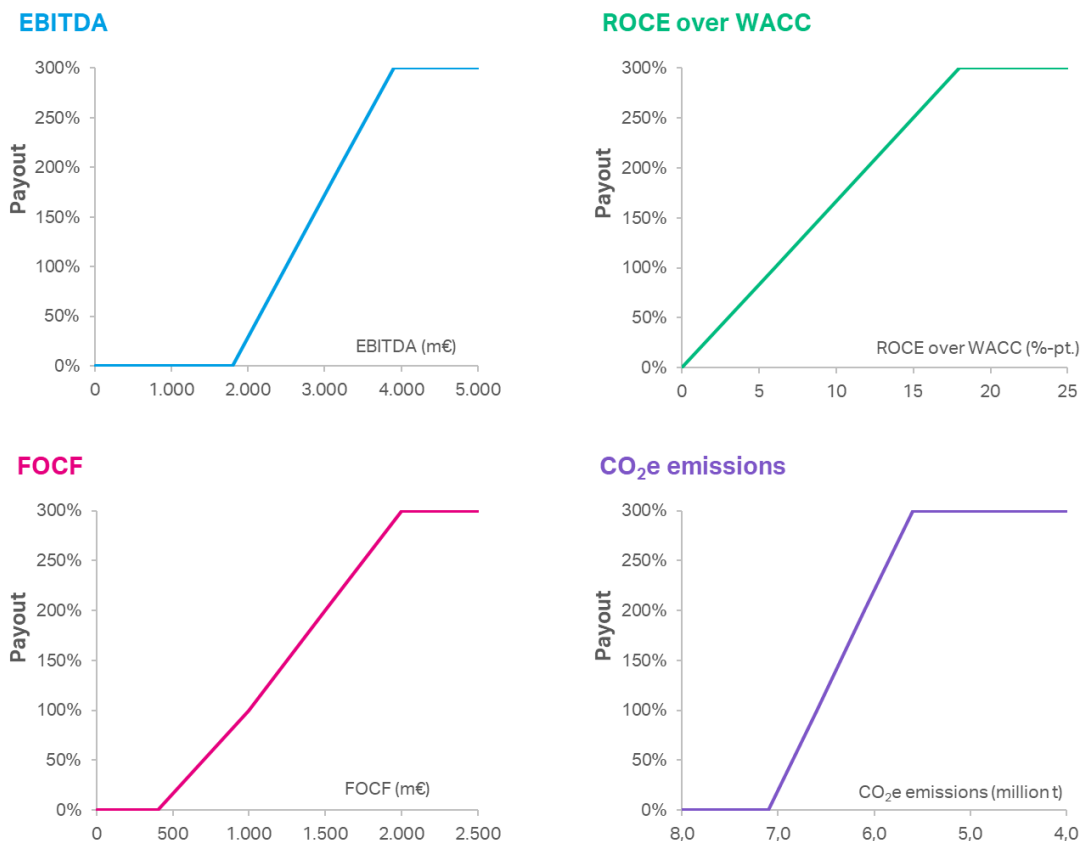 EBITDA
300%
250%
200%
150%
100%
50%
0%
Payout
EBITDA (m€)
0 1.000 2.000 3.000 4.000 5.000
ROCE over WACC
300%
250%
200%
150%
100%
50%
0%
Payout
ROCE over WACC (%-pt.)
0 5 10 15 20 25
FOCF
300%
250%
200%
150%
100%
50%
0%
Payout
FOCF (m€)
0 500 1.000 1.500 2.000 2.500
CO₂e emissions
300%
250%
200%
150%
100%
50%
0%
Payout
CO₂e emissions (million t)
8,0 7,0 6,0 5,0 4,0